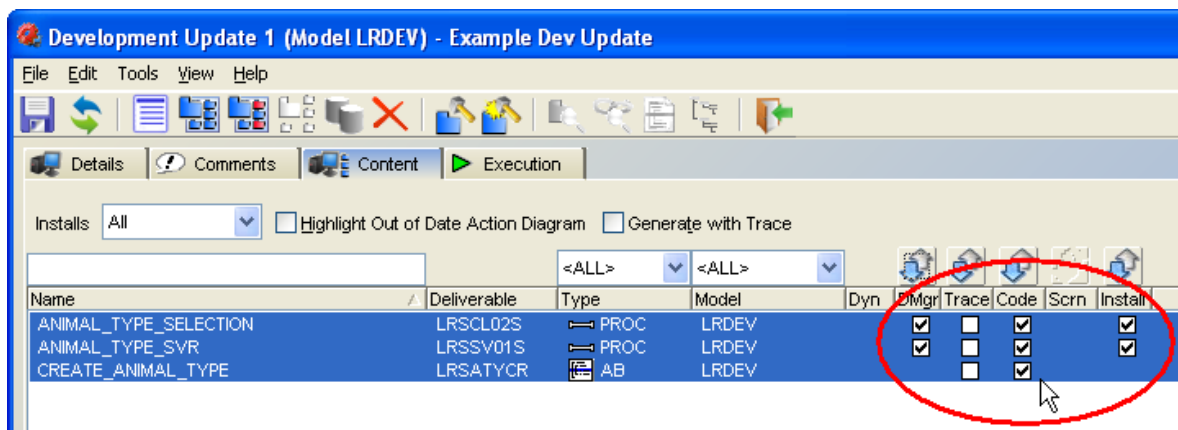 Development Update 1 (Model LRDEV) - Example Dev Update
File Edit Tools View Help
Details Comments Content Execution
Installs All Highlight Out of Date Action Diagram Generate with Trace
<ALL> <ALL>
Name Deliverable Type Model Dyn DMgr Trace Code Scrn Install
ANIMAL_TYPE_SELECTION LRSCL02S PROC LRDEV
ANIMAL_TYPE_SVR LRSSV01S PROC LRDEV
CREATE_ANIMAL_TYPE LRSATYCR AB LRDEV